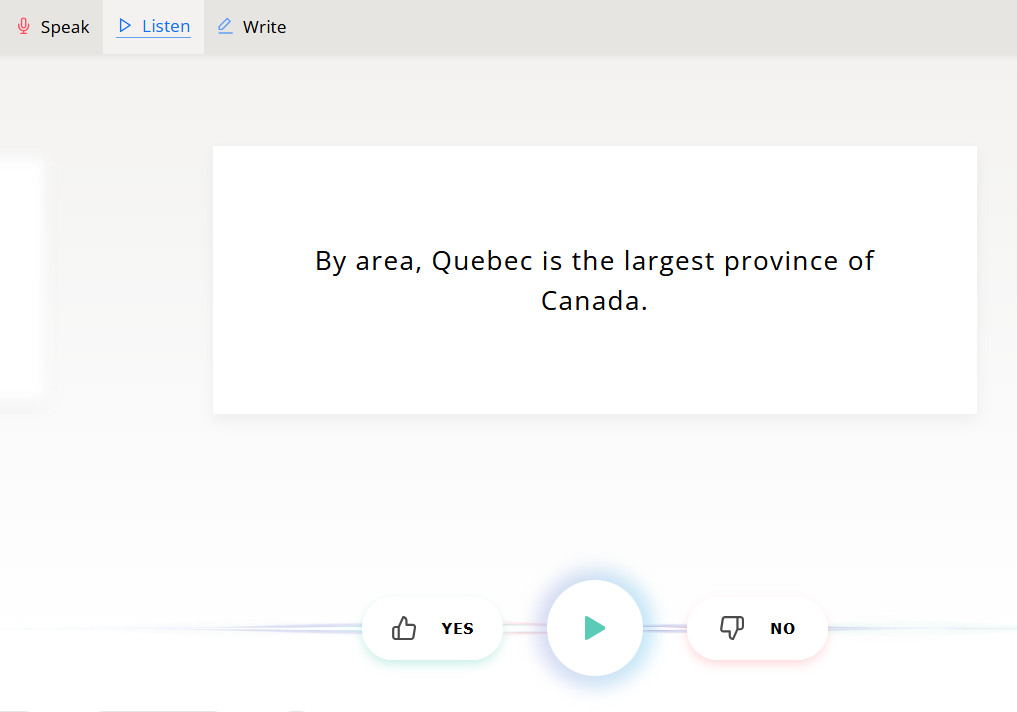 Speak Listen Write
By area, Quebec is the largest province of
Canada.
YES NO